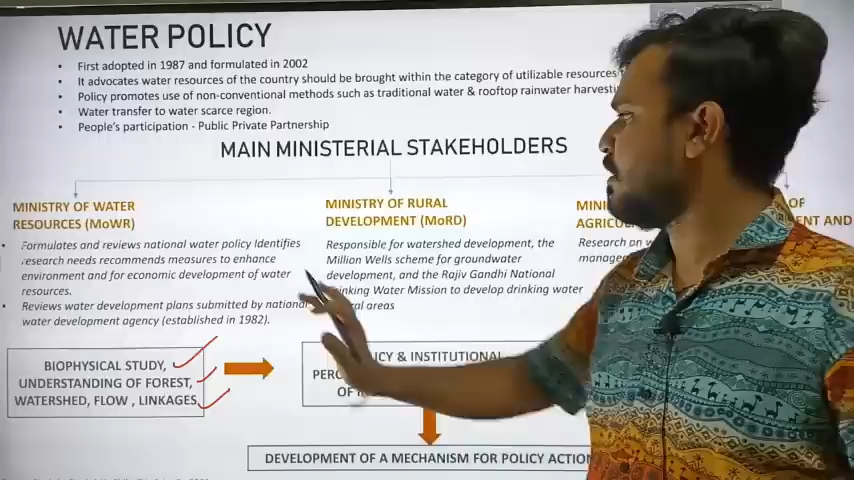 WATER POLICY
• First adopted in 1987 and formulated in 2002
• It advocates water resources of the country should be brought within the category of utilizable resources
• Policy promotes use of non-conventional methods such as traditional water & rooftop rainwater
• Water transfer to water scarce region.
• People's participation - Public Private Partnership
MAIN MINISTERIAL STAKEHOLDERS
MINISTRY OF WATER
RESOURCES (MoWR)
• Formulates and reviews national water policy Identifies
research needs recommends measures to enhance
environment and for economic development of water
resources.
• Reviews water development plans submitted by national
water development agency (established in 1982).
MINISTRY OF RURAL
DEVELOPMENT (MoRD)
Responsible for watershed development, the
Million Wells scheme for groundwater
development, and the Rajiv Gandhi National
Water Mission to develop drinking water
areas
OF
AND
Research on
BIOPHYSICAL STUDY,
UNDERSTANDING OF FOREST,
WATERSHED, FLOW , LINKAGES
& INSTITUTIONAL
DEVELOPMENT OF A MECHANISM FOR POLICY ACTION